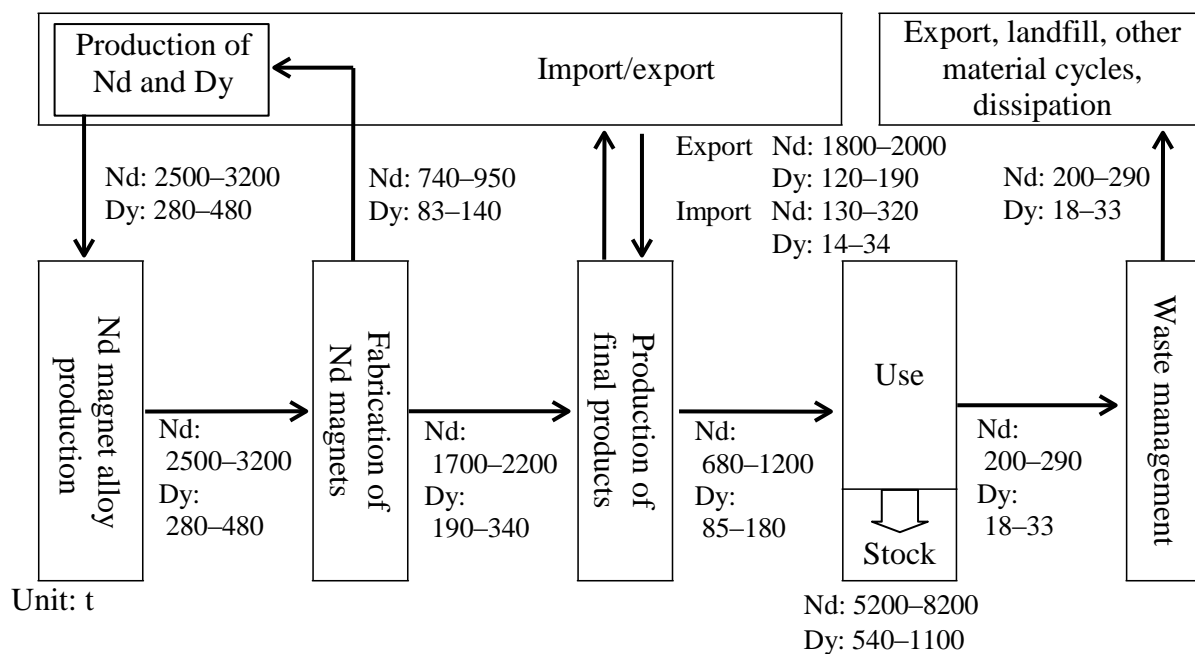 Production of
Nd and Dy
Import/export
Export, landfill, other
material cycles,
dissipation
Nd: 2500–3200
Dy: 280–480
Nd: 740–950
Dy: 83–140
Export Nd: 1800–2000
Dy: 120–190
Import Nd: 130–320
Dy: 14–34
Nd: 200–290
Dy: 18–33
Nd magnet alloy
production
Nd:
2500–3200
Dy:
280–480
Fabrication of
Nd magnets
Nd:
1700–2200
Dy:
190–340
Production of
final products
Nd:
680–1200
Dy:
85–180
Use
Stock
Nd: 5200–8200
Dy: 540–1100
Nd:
200–290
Dy:
18–33
Waste management
Unit: t